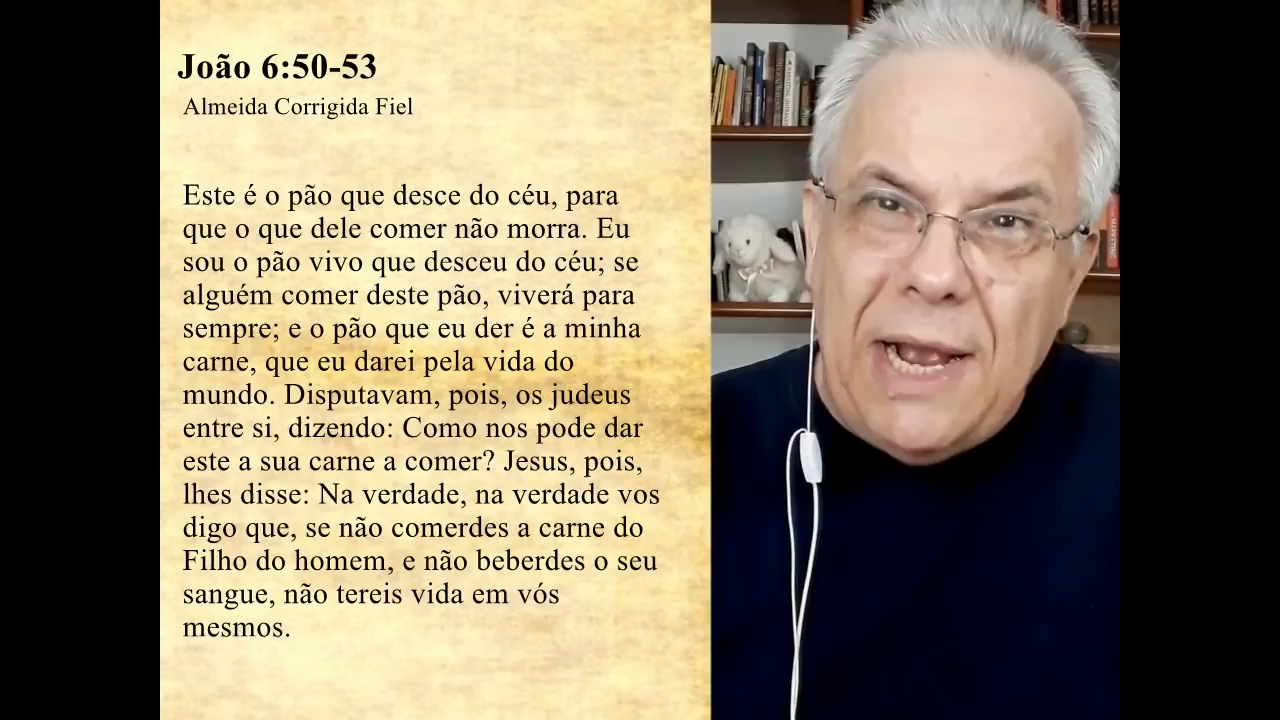 João 6:50-53
Almeida Corrigida Fiel
Este é o pão que desce do céu, para
que o que dele comer não morra. Eu
sou o pão vivo que desceu do céu; se
alguém comer deste pão, viverá para
sempre; e o pão que eu der é a minha
carne, que eu darei pela vida do
mundo. Disputavam, pois, os judeus
entre si, dizendo: Como nos pode dar
este a sua carne a comer? Jesus, pois,
lhes disse: Na verdade, na verdade vos
digo que, se não comerdes a carne do
Filho do homem, e não beberdes o seu
sangue, não tereis vida em vós
mesmos.